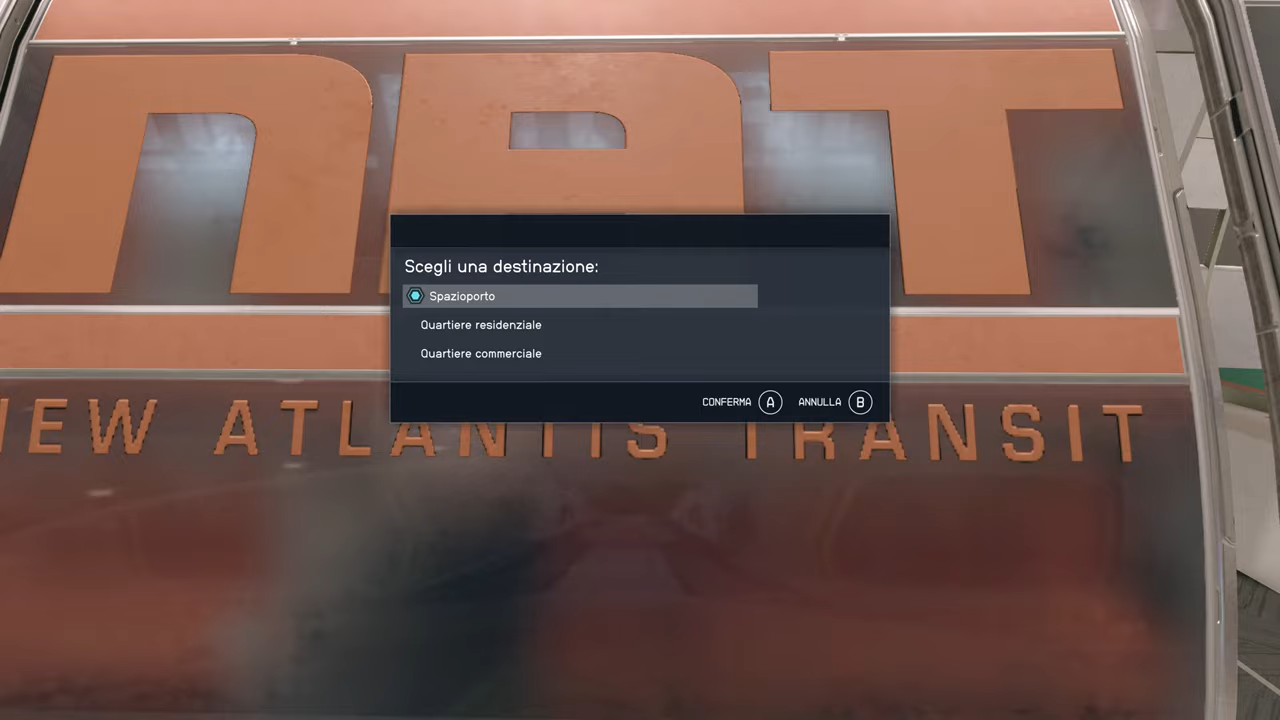 NAT
Scegli una destinazione:
Spazioporto
Quartiere residenziale
Quartiere commerciale
CONFERMA A ANNULLA B
NEW ATLANTIS TRANSIT